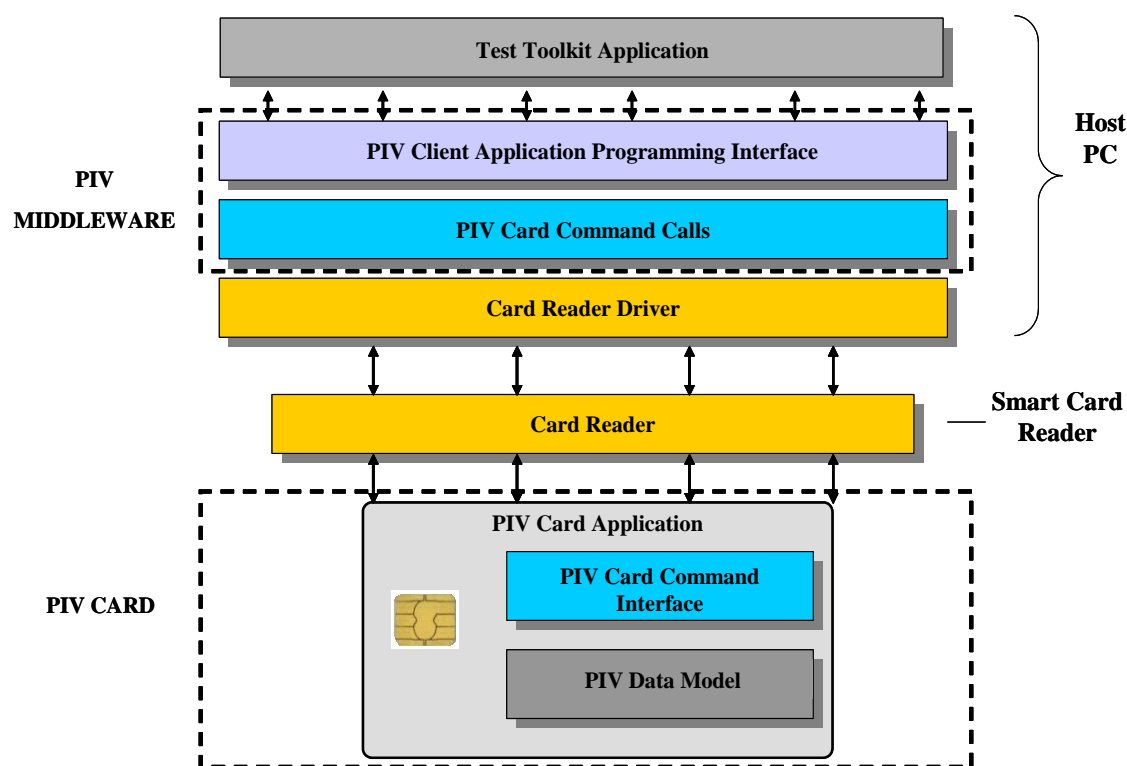 Test Toolkit Application
PIV Client Application Programming Interface
Host
PC
PIV
MIDDLEWARE
PIV Card Command Calls
Card Reader Driver
Card Reader
Smart Card
Reader
PIV Card Application
PIV Card Command
Interface
PIV CARD
PIV Data Model